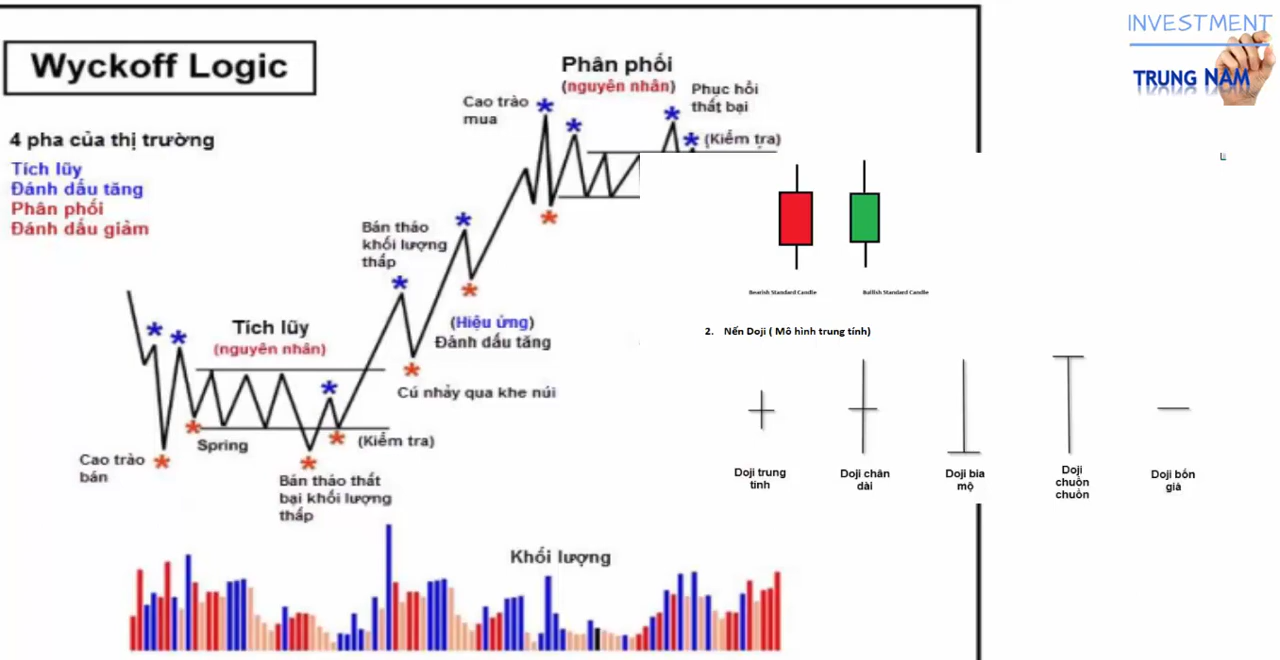 INVESTMENT
TRUNG NAM
Wyckoff Logic
4 pha của thị trường
Tích lũy
Đánh dấu tăng
Phân phối
Đánh dấu giảm
Phân phối
(nguyên nhân)
Cao trào
mua
Phục hồi
thất bại
(Kiểm tra)
Bán tháo
khối lượng
thấp
(Hiệu ứng)
Đánh dấu tăng
Cú nhảy qua khe núi
Tích lũy
(nguyên nhân)
Spring
(Kiểm tra)
Cao trào
bán
Bán tháo thất
bại khối lượng
thấp
Khối lượng
Bearish Standard Candle
Bullish Standard Candle
2. Nến Doji ( Mô hình trung tính)
Doji trung
tính
Doji chân
dài
Doji bia
mộ
Doji
chuồn
chuồn
Doji bốn
giá